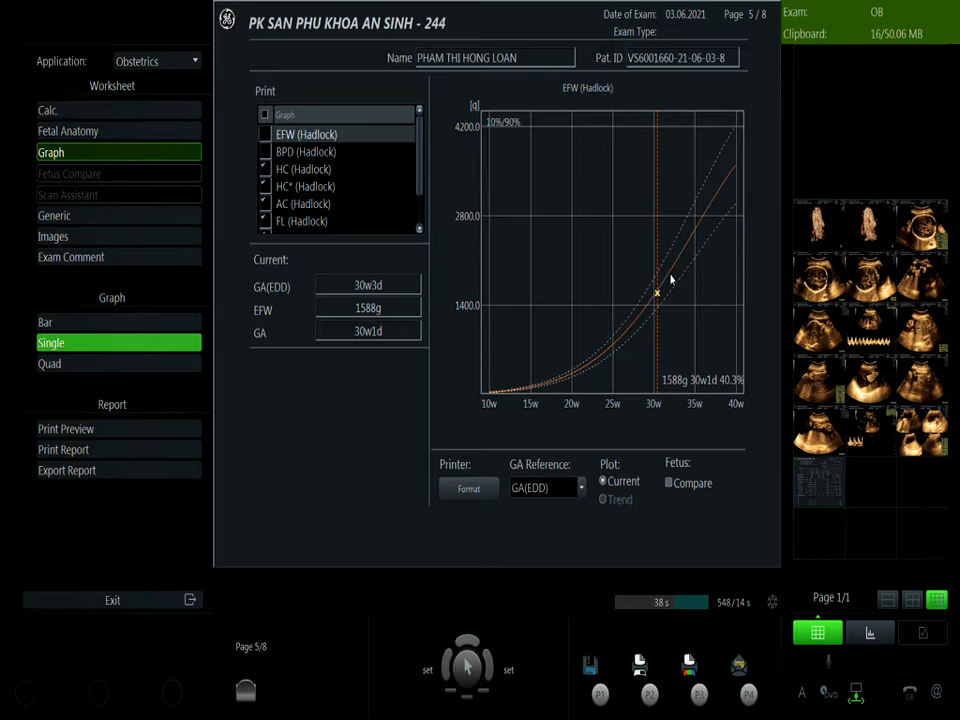 PK SAN PHU KHOA AN SINH - 244
Date of Exam: 03.06.2021 Page 5 / 8
Exam Type:
Exam: OB
Clipboard: 16/50.06 MB
Name PHAM THI HONG LOAN Pat. ID VS6001660-21-06-03-8
Application: Obstetrics
Worksheet
Calc.
Fetal Anatomy
Graph
Fetus Compare
Scan Assistant
Generic
Images
Exam Comment
Graph
Bar
Single
Quad
Report
Print Preview
Print Report
Export Report
Exit
Print
Graph
EFW (Hadlock)
BPD (Hadlock)
HC (Hadlock)
HC* (Hadlock)
AC (Hadlock)
FL (Hadlock)
Current:
GA(EDD) 30w3d
EFW 1588g
GA 30w1d
EFW (Hadlock)
[g]
10%/90%
4200.0
2800.0
1400.0
1588g 30w1d 40.3%
10w 15w 20w 25w 30w 35w 40w
Printer: GA Reference: Plot: Fetus:
Format GA(EDD) Current Compare
Trend
38 s 548/14 s
Page 1/1
Page 5/8
set set
P1 P2 P3 P4
A DVD @